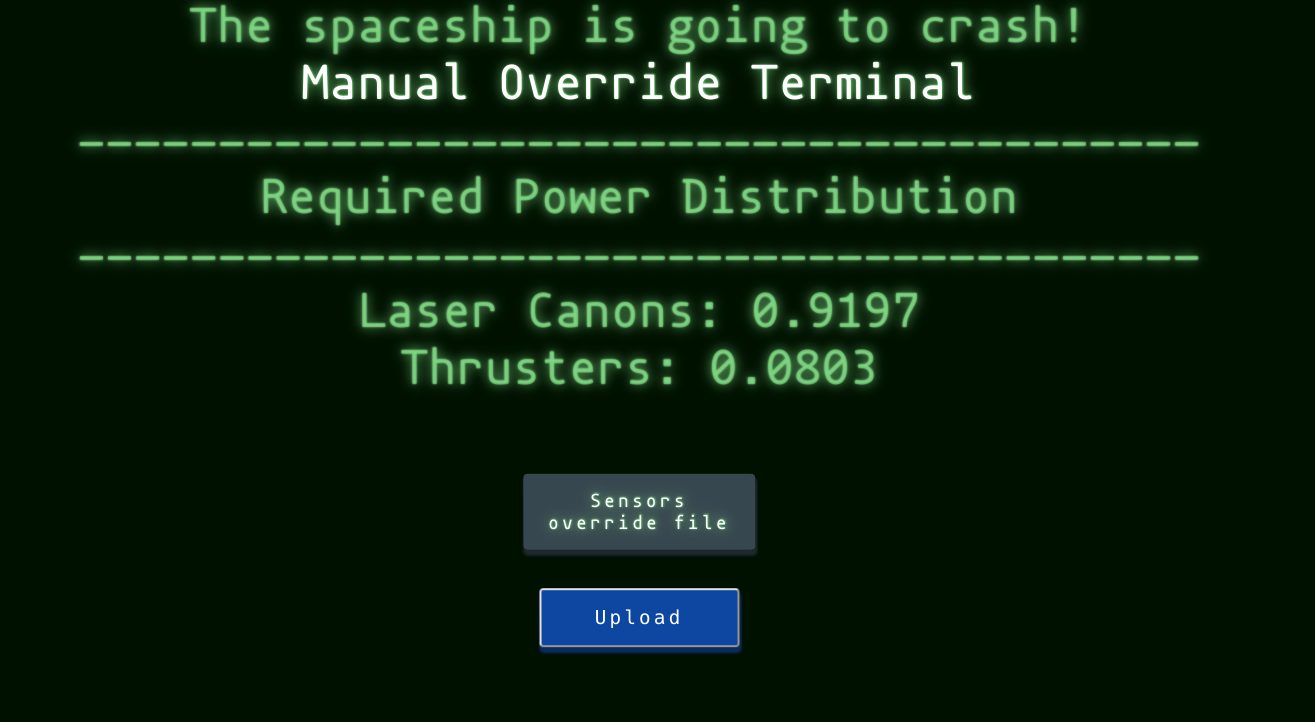 The spaceship is going to crash!
Manual Override Terminal
----------------------------------------
Required Power Distribution
----------------------------------------
Laser Canons: 0.9197
Thrusters: 0.0803
Sensors
override file
Upload